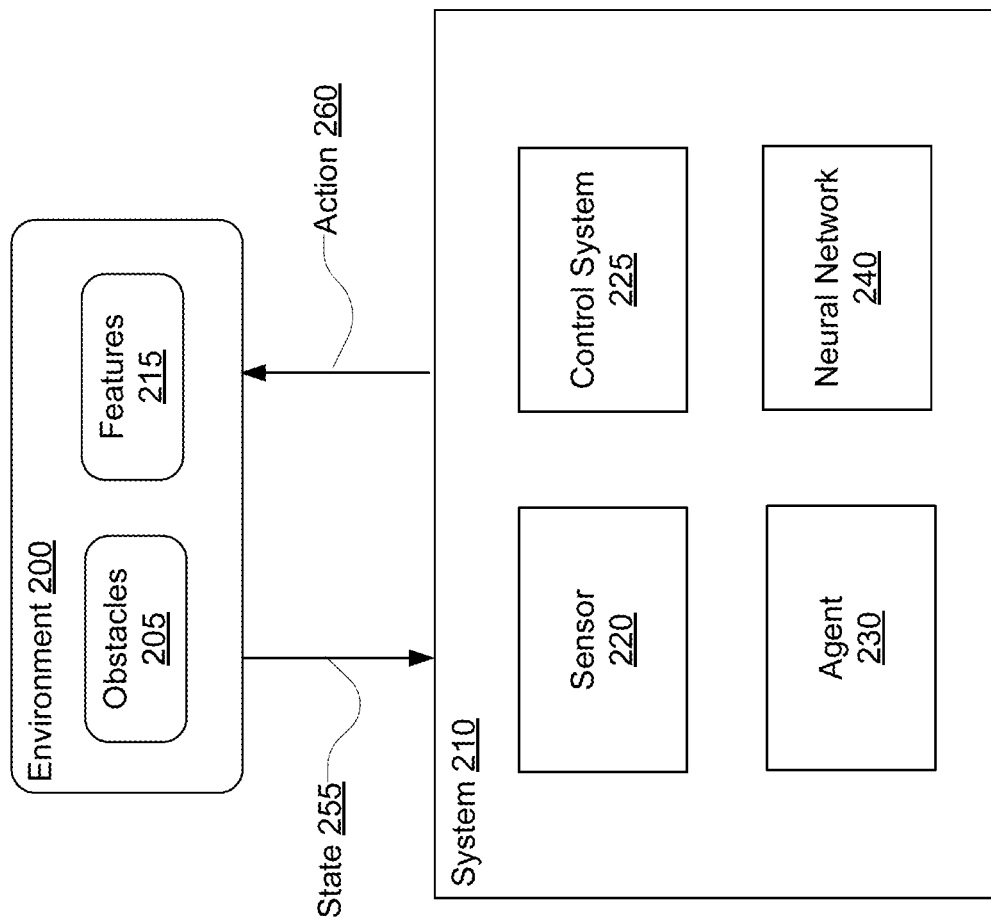 Environment 200
Obstacles
205
Features
215
State 255
Action 260
System 210
Sensor
220
Control System
225
Agent
230
Neural Network
240